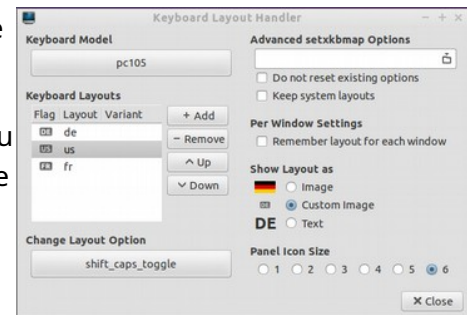 e
u
e
Keyboard Layout Handler
Keyboard Model
pc105
Keyboard Layouts
Flag Layout Variant
DE de
US us
FR fr
+ Add
− Remove
Up
Down
Change Layout Option
shift_caps_toggle
Advanced setxkbmap Options
Do not reset existing options
Keep system layouts
Per Window Settings
Remember layout for each window
Show Layout as
Image
DE Custom Image
DE Text
Panel Icon Size
1 2 3 4 5 6
Close